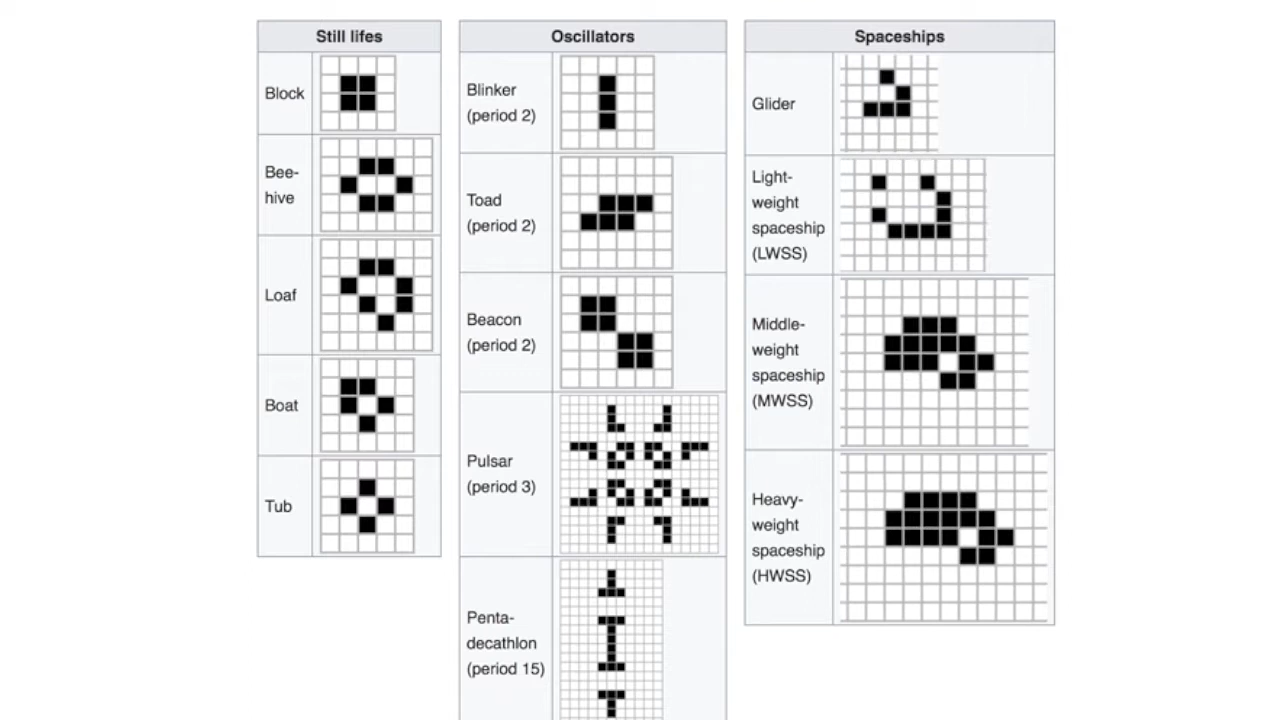 Still lifes
Block
Bee-
hive
Loaf
Boat
Tub
Oscillators
Blinker
(period 2)
Toad
(period 2)
Beacon
(period 2)
Pulsar
(period 3)
Penta-
decathlon
(period 15)
Spaceships
Glider
Light-
weight
spaceship
(LWSS)
Middle-
weight
spaceship
(MWSS)
Heavy-
weight
spaceship
(HWSS)